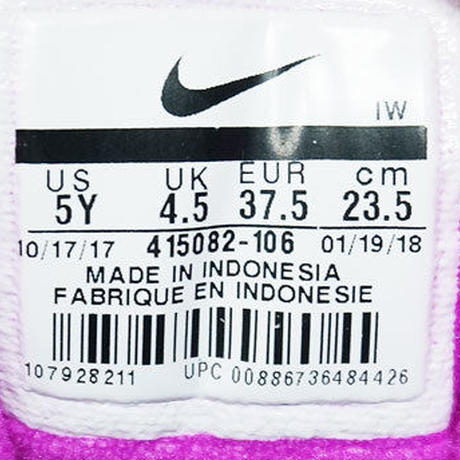 IW
US UK EUR cm
5Y 4.5 37.5 23.5
10/17/17 415082-106 01/19/18
MADE IN INDONESIA
FABRIQUE EN INDONESIE
107928211 UPC 00886736484426